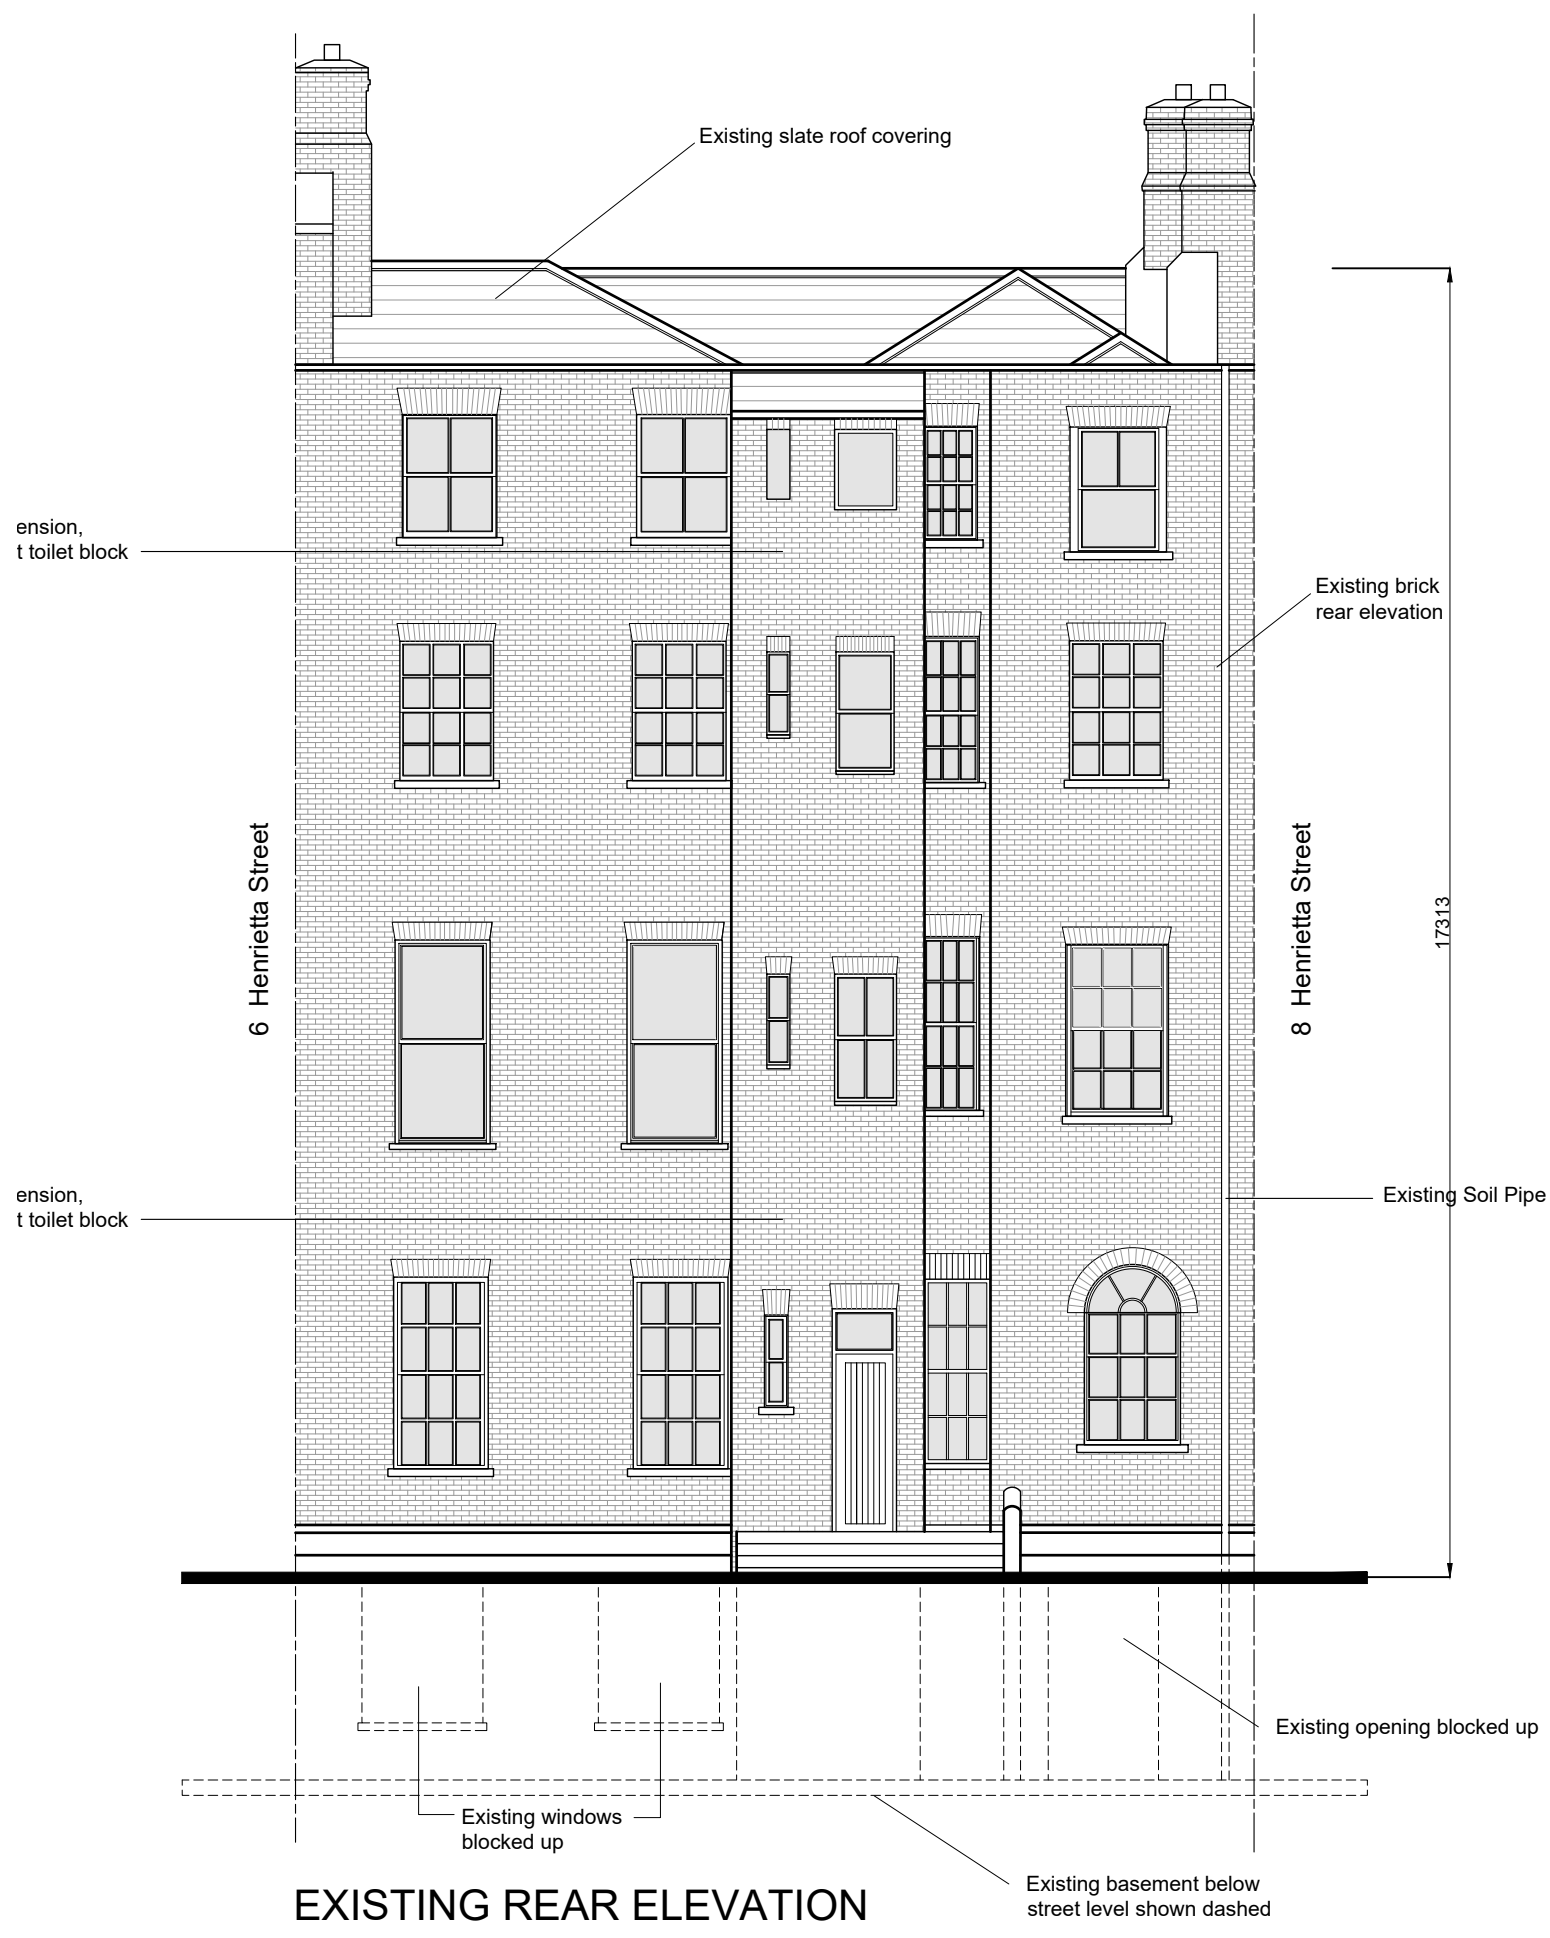 Existing slate roof covering
ension,
t toilet block
Existing brick
rear elevation
6 Henrietta Street
8 Henrietta Street
17313
ension,
t toilet block
Existing Soil Pipe
Existing opening blocked up
Existing windows
blocked up
Existing basement below
street level shown dashed
EXISTING REAR ELEVATION